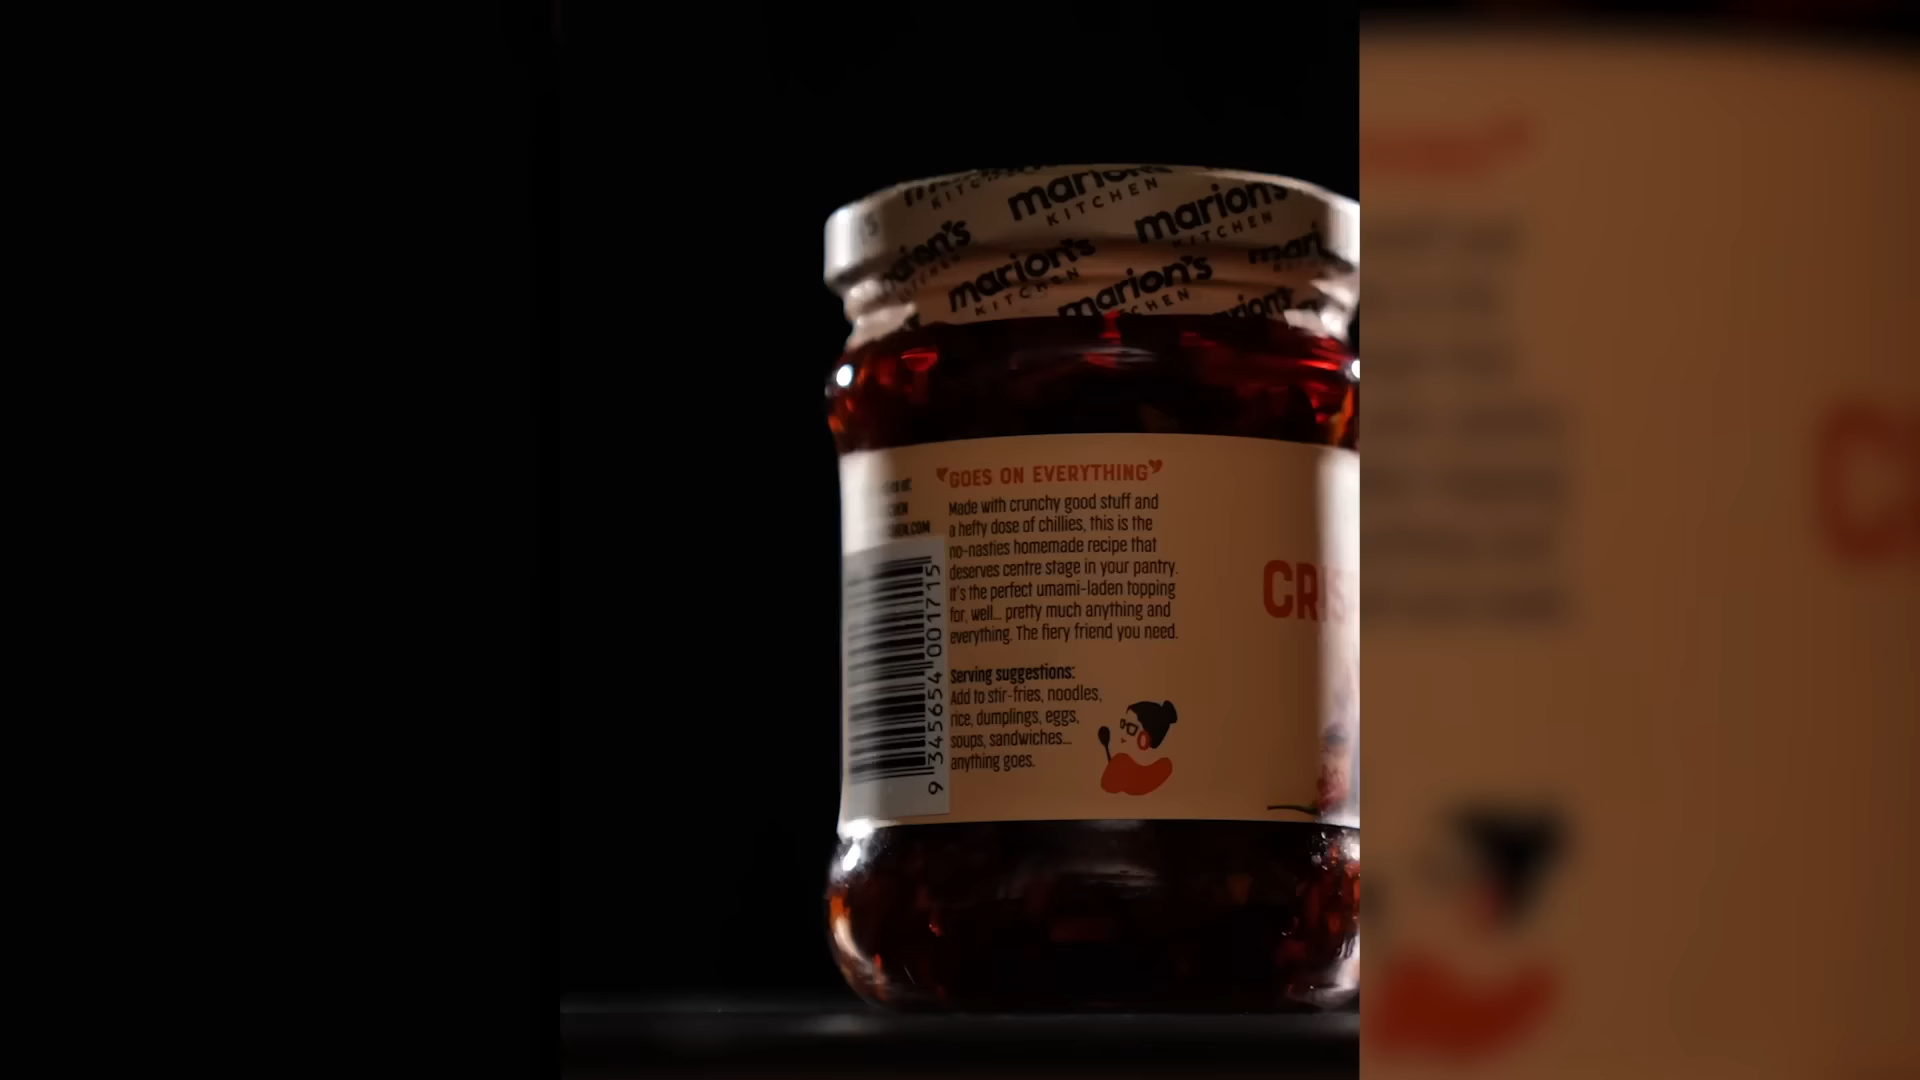 marion's
KITCHEN
marion's
KITCHEN
marion's
marion's
KITCHEN
marion's
GOES ON EVERYTHING
Made with crunchy good stuff and
a hefty dose of chillies, this is the
no-nasties homemade recipe that
deserves centre stage in your pantry.
It's the perfect umami-laden topping
for, well... pretty much anything and
everything. The fiery friend you need.
Serving suggestions:
Add to stir-fries, noodles,
rice, dumplings, eggs,
soups, sandwiches...
anything goes.
9 345654 001715
CRIS